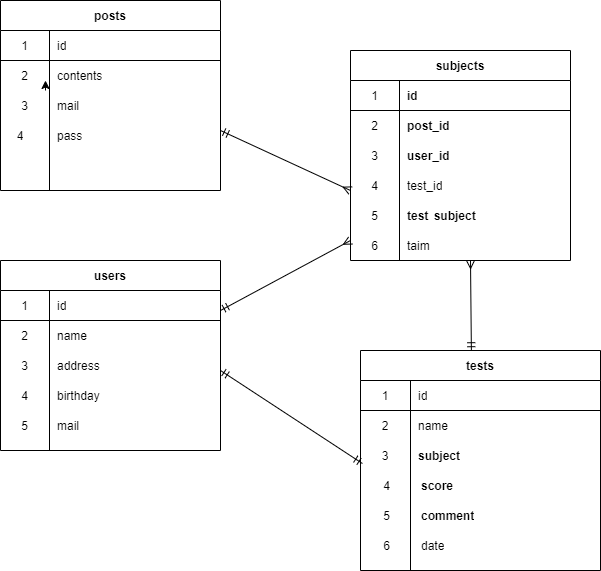 posts
1 id
2 contents
3 mail
4 pass
subjects
1 id
2 post_id
3 user_id
4 test_id
5 test subject
6 taim
users
1 id
2 name
3 address
4 birthday
5 mail
tests
1 id
2 name
3 subject
4 score
5 comment
6 date